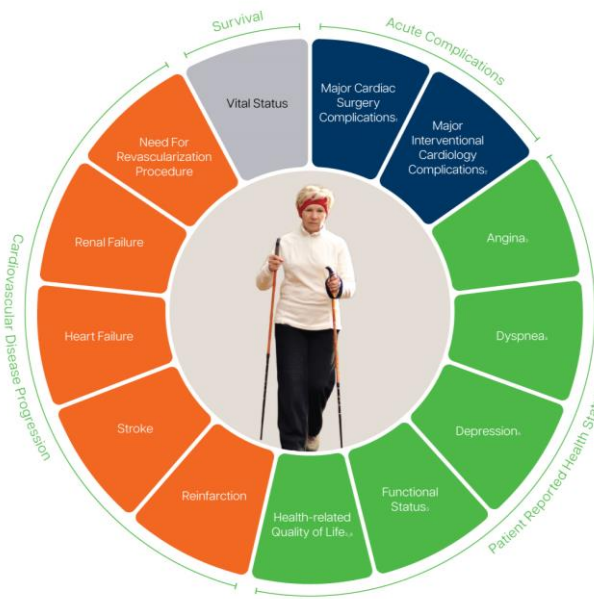 Survival
Acute Complications
Vital Status
Major Cardiac
Surgery
Complications
Major
Interventional
Cardiology
Complications
Angina
Dyspnea
Depression
Functional
Status
Health-related
Quality of Life
Patient Reported Health Stat
Reinfarction
Stroke
Heart Failure
Renal Failure
Need For
Revascularization
Procedure
Cardiovascular Disease Progression